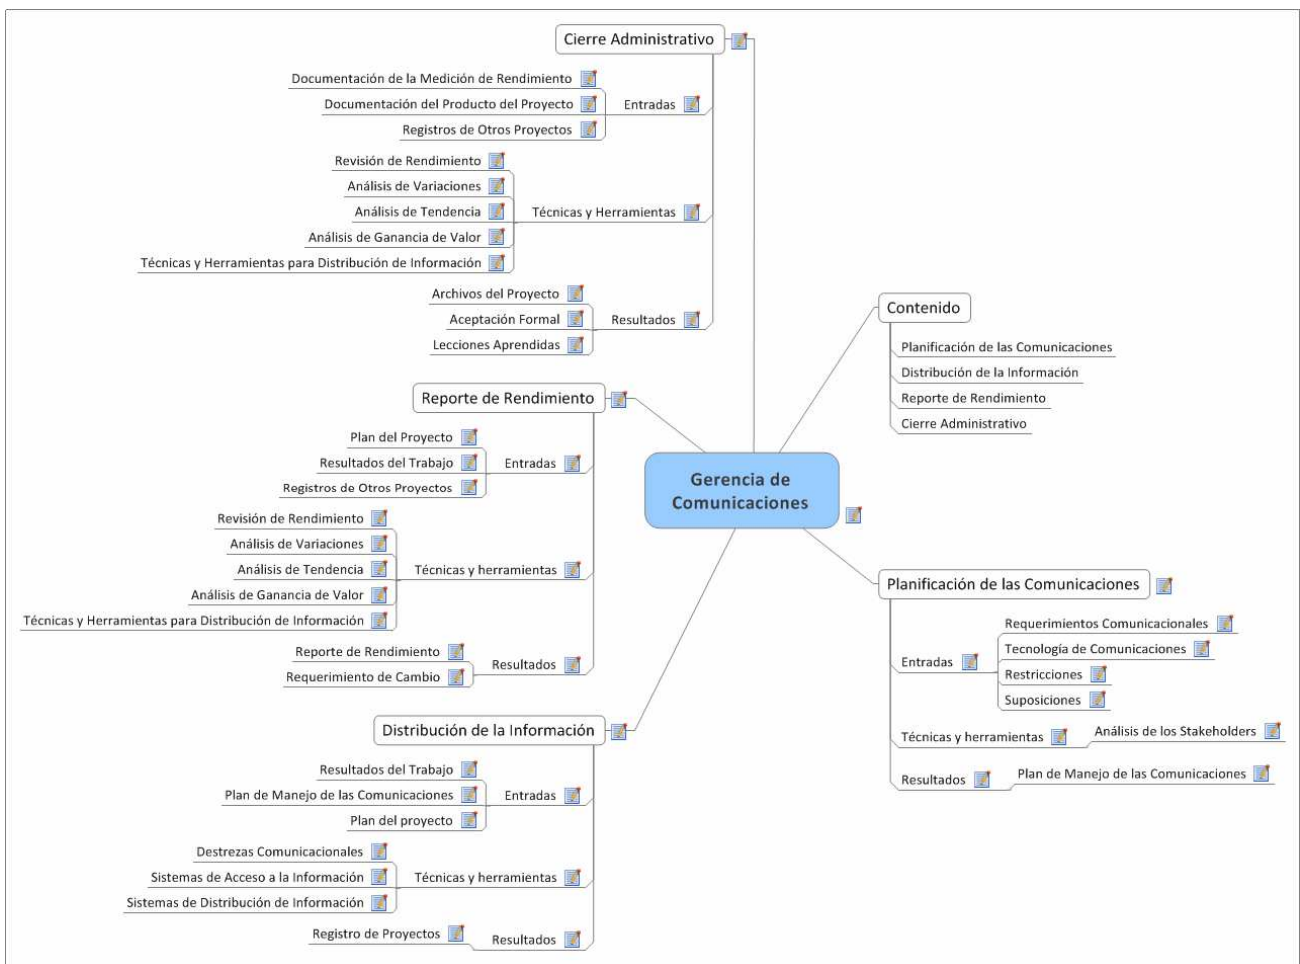 Cierre Administrativo
Documentación de la Medición de Rendimiento
Documentación del Producto del Proyecto
Registros de Otros Proyectos
Entradas
Revisión de Rendimiento
Análisis de Variaciones
Análisis de Tendencia
Análisis de Ganancia de Valor
Técnicas y Herramientas para Distribución de Información
Técnicas y Herramientas
Archivos del Proyecto
Aceptación Formal
Lecciones Aprendidas
Resultados
Reporte de Rendimiento
Plan del Proyecto
Resultados del Trabajo
Registros de Otros Proyectos
Entradas
Revisión de Rendimiento
Análisis de Variaciones
Análisis de Tendencia
Análisis de Ganancia de Valor
Técnicas y Herramientas para Distribución de Información
Técnicas y herramientas
Reporte de Rendimiento
Requerimiento de Cambio
Resultados
Distribución de la Información
Resultados del Trabajo
Plan de Manejo de las Comunicaciones
Plan del proyecto
Entradas
Destrezas Comunicacionales
Sistemas de Acceso a la Información
Sistemas de Distribución de Información
Técnicas y herramientas
Registro de Proyectos
Resultados
Gerencia de
Comunicaciones
Contenido
Planificación de las Comunicaciones
Distribución de la Información
Reporte de Rendimiento
Cierre Administrativo
Planificación de las Comunicaciones
Entradas
Requerimientos Comunicacionales
Tecnología de Comunicaciones
Restricciones
Suposiciones
Técnicas y herramientas
Análisis de los Stakeholders
Resultados
Plan de Manejo de las Comunicaciones